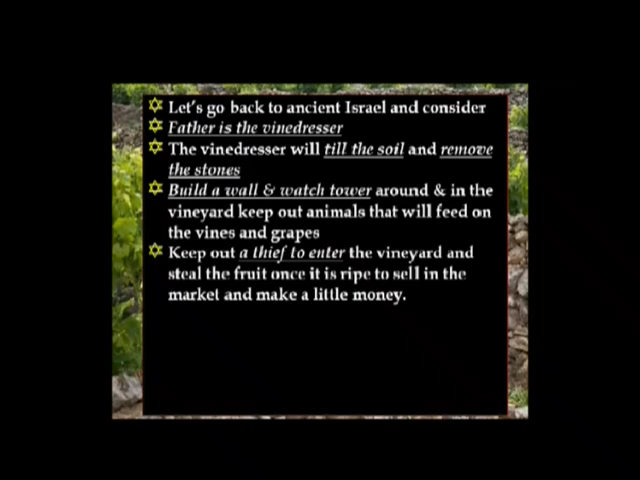 Let's go back to ancient Israel and consider
Father is the vinedresser
The vinedresser will till the soil and remove
the stones
Build a wall & watch tower around & in the
vineyard keep out animals that will feed on
the vines and grapes
Keep out a thief to enter the vineyard and
steal the fruit once it is ripe to sell in the
market and make a little money.